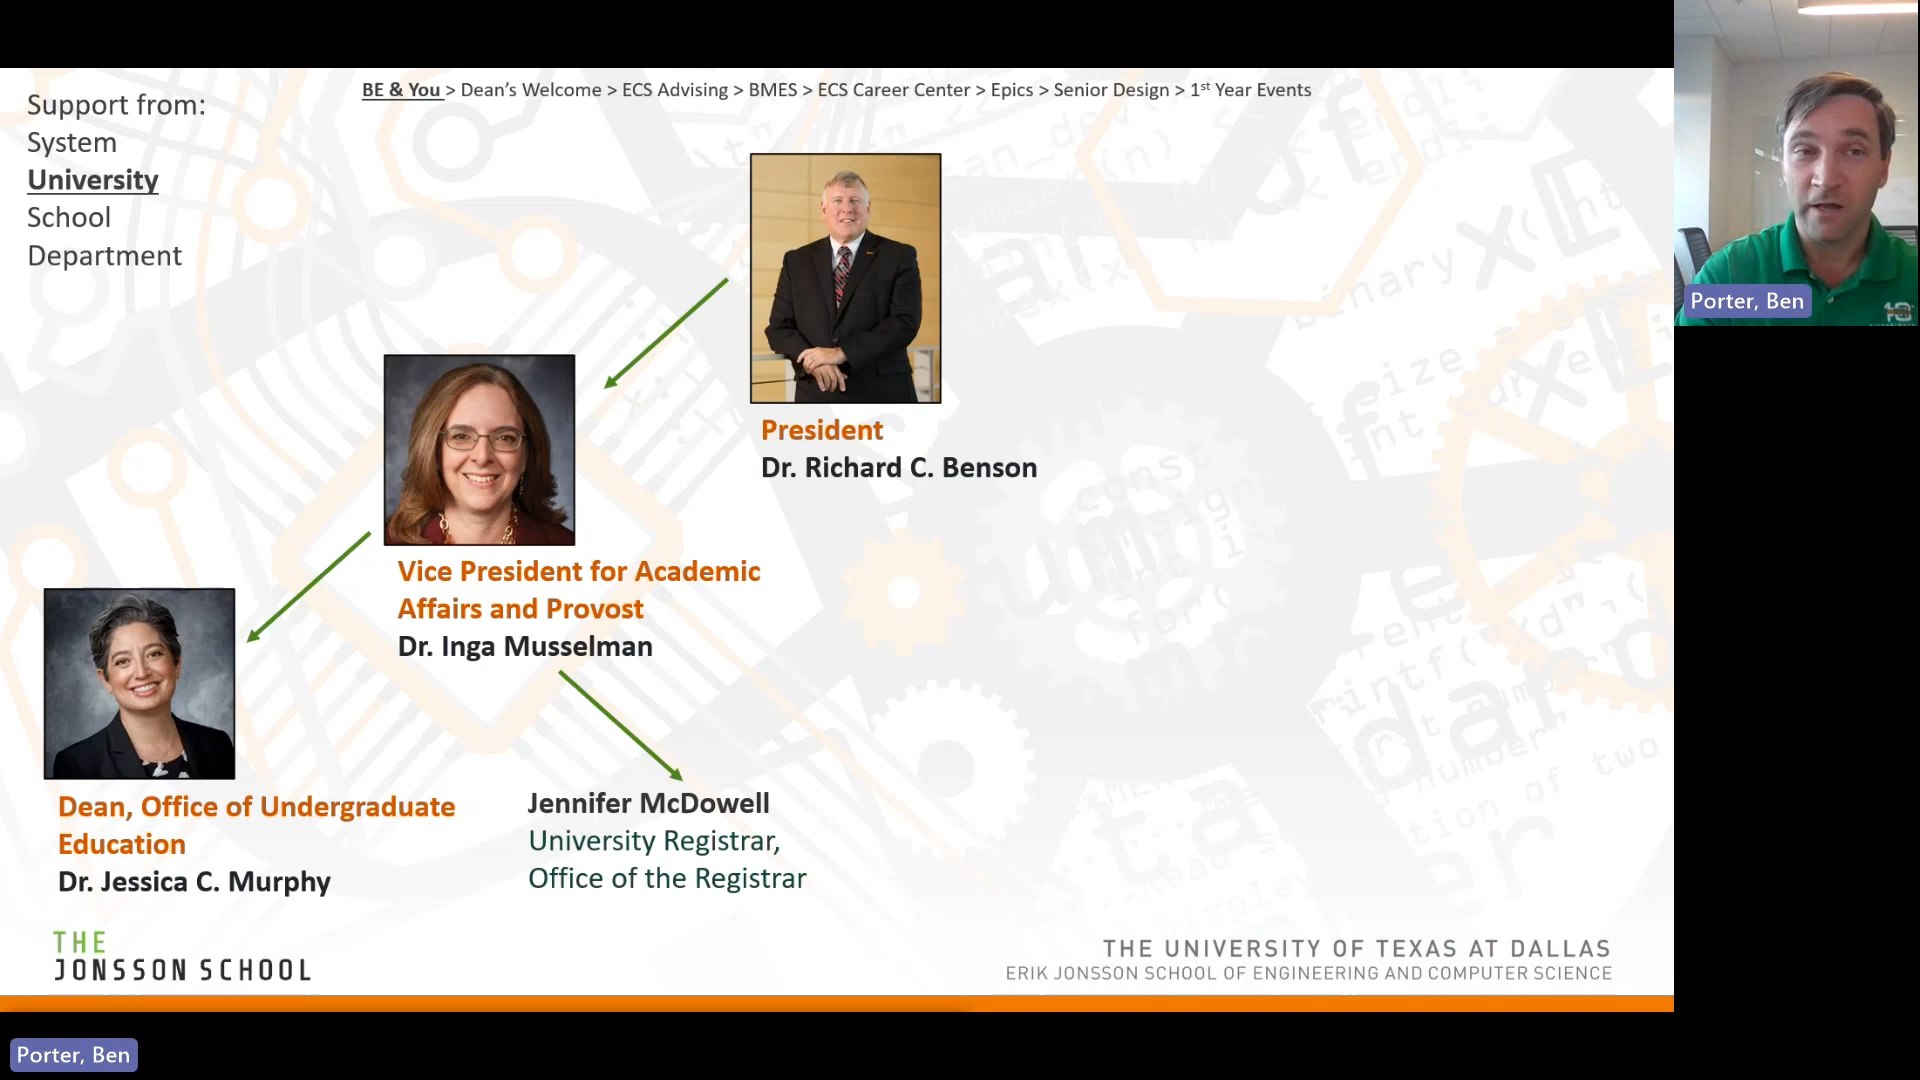 BE & You > Dean's Welcome > ECS Advising > BMES > ECS Career Center > Epics > Senior Design > 1st Year Events
Support from:
System
University
School
Department
Porter, Ben
President
Dr. Richard C. Benson
Vice President for Academic
Affairs and Provost
Dr. Inga Musselman
Dean, Office of Undergraduate
Education
Dr. Jessica C. Murphy
Jennifer McDowell
University Registrar,
Office of the Registrar
THE
JONSSON SCHOOL
THE UNIVERSITY OF TEXAS AT DALLAS
ERIK JONSSON SCHOOL OF ENGINEERING AND COMPUTER SCIENCE
Porter, Ben